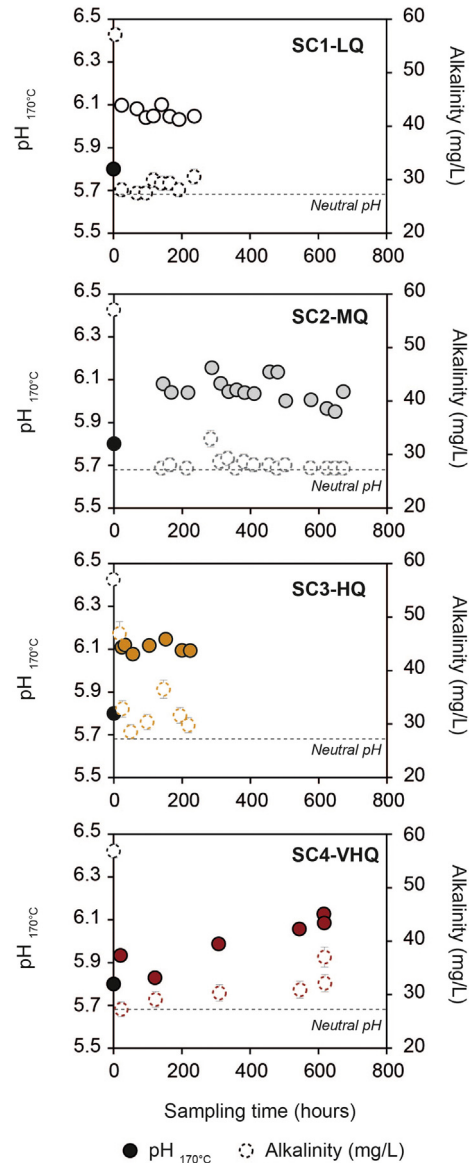 SC1-LQ
6.5
6.3
6.1
5.9
5.7
5.5
pH 170°C
60
50
40
30
20
Alkalinity (mg/L)
Neutral pH
0 200 400 600 800
SC2-MQ
6.5
6.3
6.1
5.9
5.7
5.5
pH 170°C
60
50
40
30
20
Alkalinity (mg/L)
Neutral pH
0 200 400 600 800
SC3-HQ
6.5
6.3
6.1
5.9
5.7
5.5
pH 170°C
60
50
40
30
20
Alkalinity (mg/L)
Neutral pH
0 200 400 600 800
SC4-VHQ
6.5
6.3
6.1
5.9
5.7
5.5
pH 170°C
60
50
40
30
20
Alkalinity (mg/L)
Neutral pH
0 200 400 600 800
Sampling time (hours)
pH 170°C Alkalinity (mg/L)